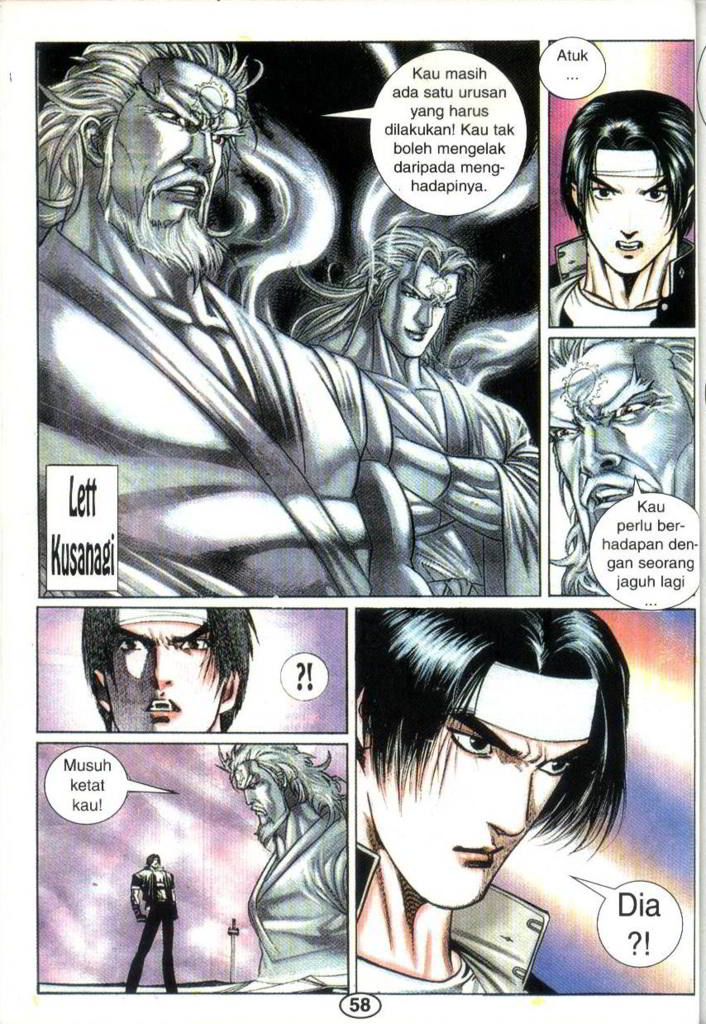 Kau masih
ada satu urusan
yang harus
dilakukan! Kau tak
boleh mengelak
daripada meng-
hadapinya.
Lett
Kusanagi
Atuk
...
Kau
perlu ber-
hadapan den-
gan seorang
jaguh lagi
...
?!
Musuh
ketat
kau!
Dia
?!
58